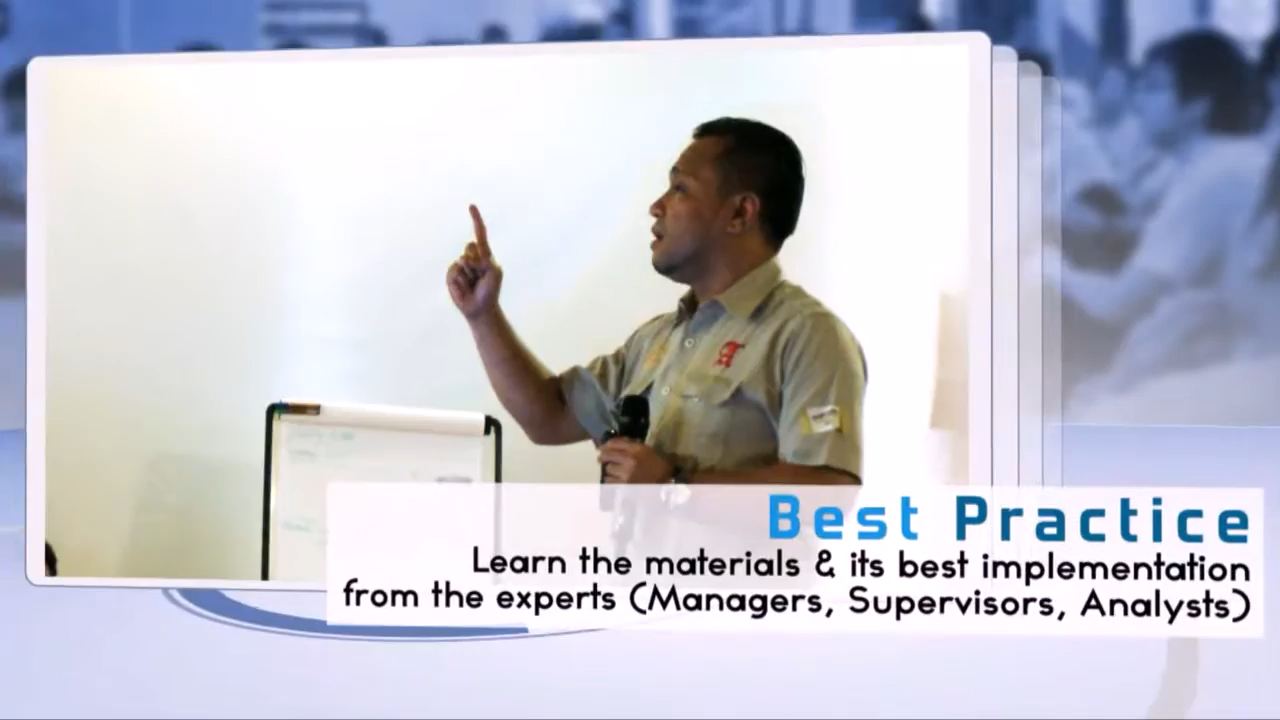 Best Practice
Learn the materials & its best implementation
from the experts (Managers, Supervisors, Analysts)